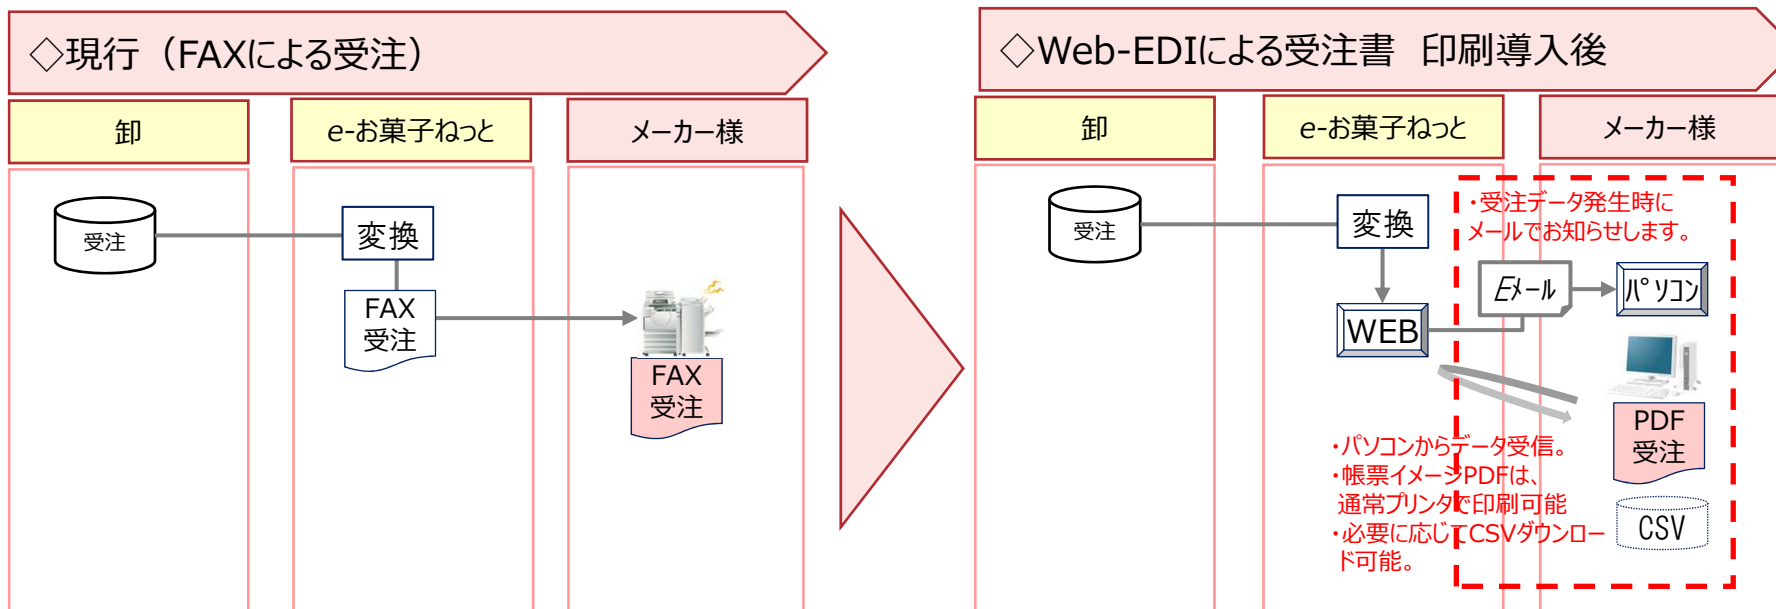 ◇現行（FAXによる受注）
卸
e-お菓子ねっと
メーカー様
受注
変換
FAX
受注
FAX
受注
◇Web-EDIによる受注書 印刷導入後
卸
e-お菓子ねっと
メーカー様
受注
変換
WEB
・受注データ発生時に
メールでお知らせします。
Eメール
パソコン
PDF
受注
CSV
・パソコンからデータ受信。
・帳票イメージPDFは、
通常プリンタで印刷可能
・必要に応じてCSVダウンロー
ド可能。